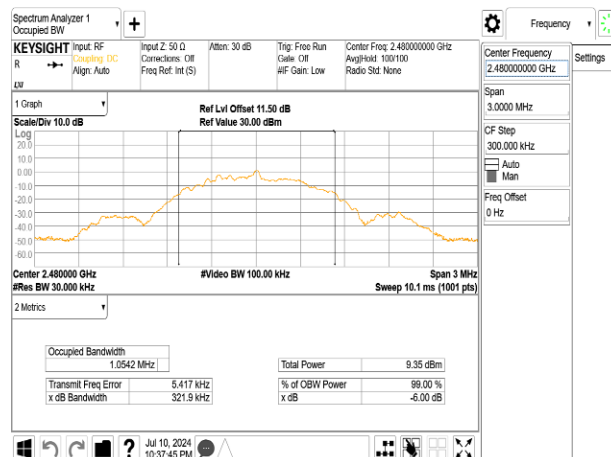 Spectrum Analyzer 1
Occupied BW
Frequency
KEYSIGHT
R
LXI
Input: RF
Coupling: DC
Align: Auto
Input Z: 50 Ω
Corrections: Off
Freq Ref: Int (S)
Atten: 30 dB
Trig: Free Run
Gate: Off
#IF Gain: Low
Center Freq: 2.480000000 GHz
Avg|Hold: 100/100
Radio Std: None
Center Frequency
2.480000000 GHz
Settings
Span
3.0000 MHz
CF Step
300.000 kHz
Auto
Man
Freq Offset
0 Hz
1 Graph
Scale/Div 10.0 dB
Ref Lvl Offset 11.50 dB
Ref Value 30.00 dBm
Log
20.0
10.0
0.00
-10.0
-20.0
-30.0
-40.0
-50.0
-60.0
Center 2.480000 GHz
#Res BW 30.000 kHz
#Video BW 100.00 kHz
Span 3 MHz
Sweep 10.1 ms (1001 pts)
2 Metrics
Occupied Bandwidth
1.0542 MHz
Transmit Freq Error 5.417 kHz
x dB Bandwidth 321.9 kHz
Total Power 9.35 dBm
% of OBW Power 99.00 %
x dB -6.00 dB
?
Jul 10, 2024
10:37:45 PM